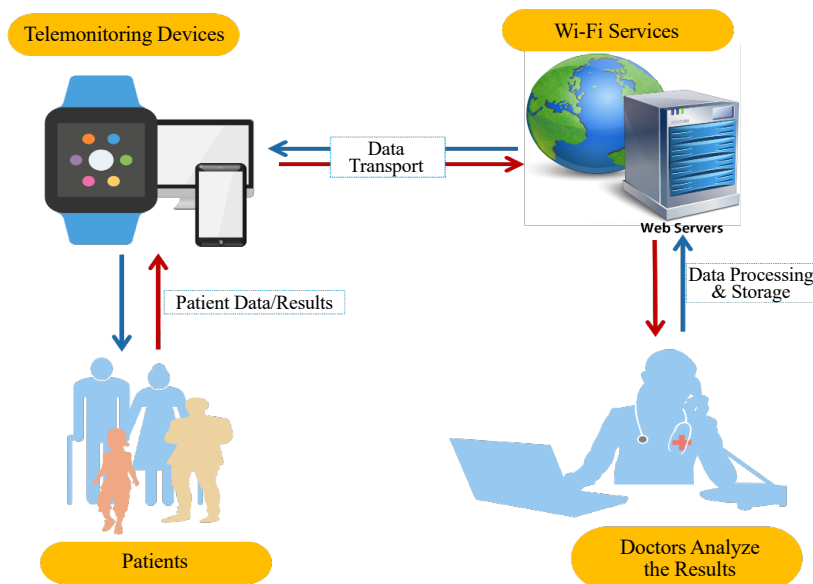 Telemonitoring Devices
Wi-Fi Services
Data
Transport
Web Servers
Patient Data/Results
Data Processing
& Storage
Patients
Doctors Analyze
the Results